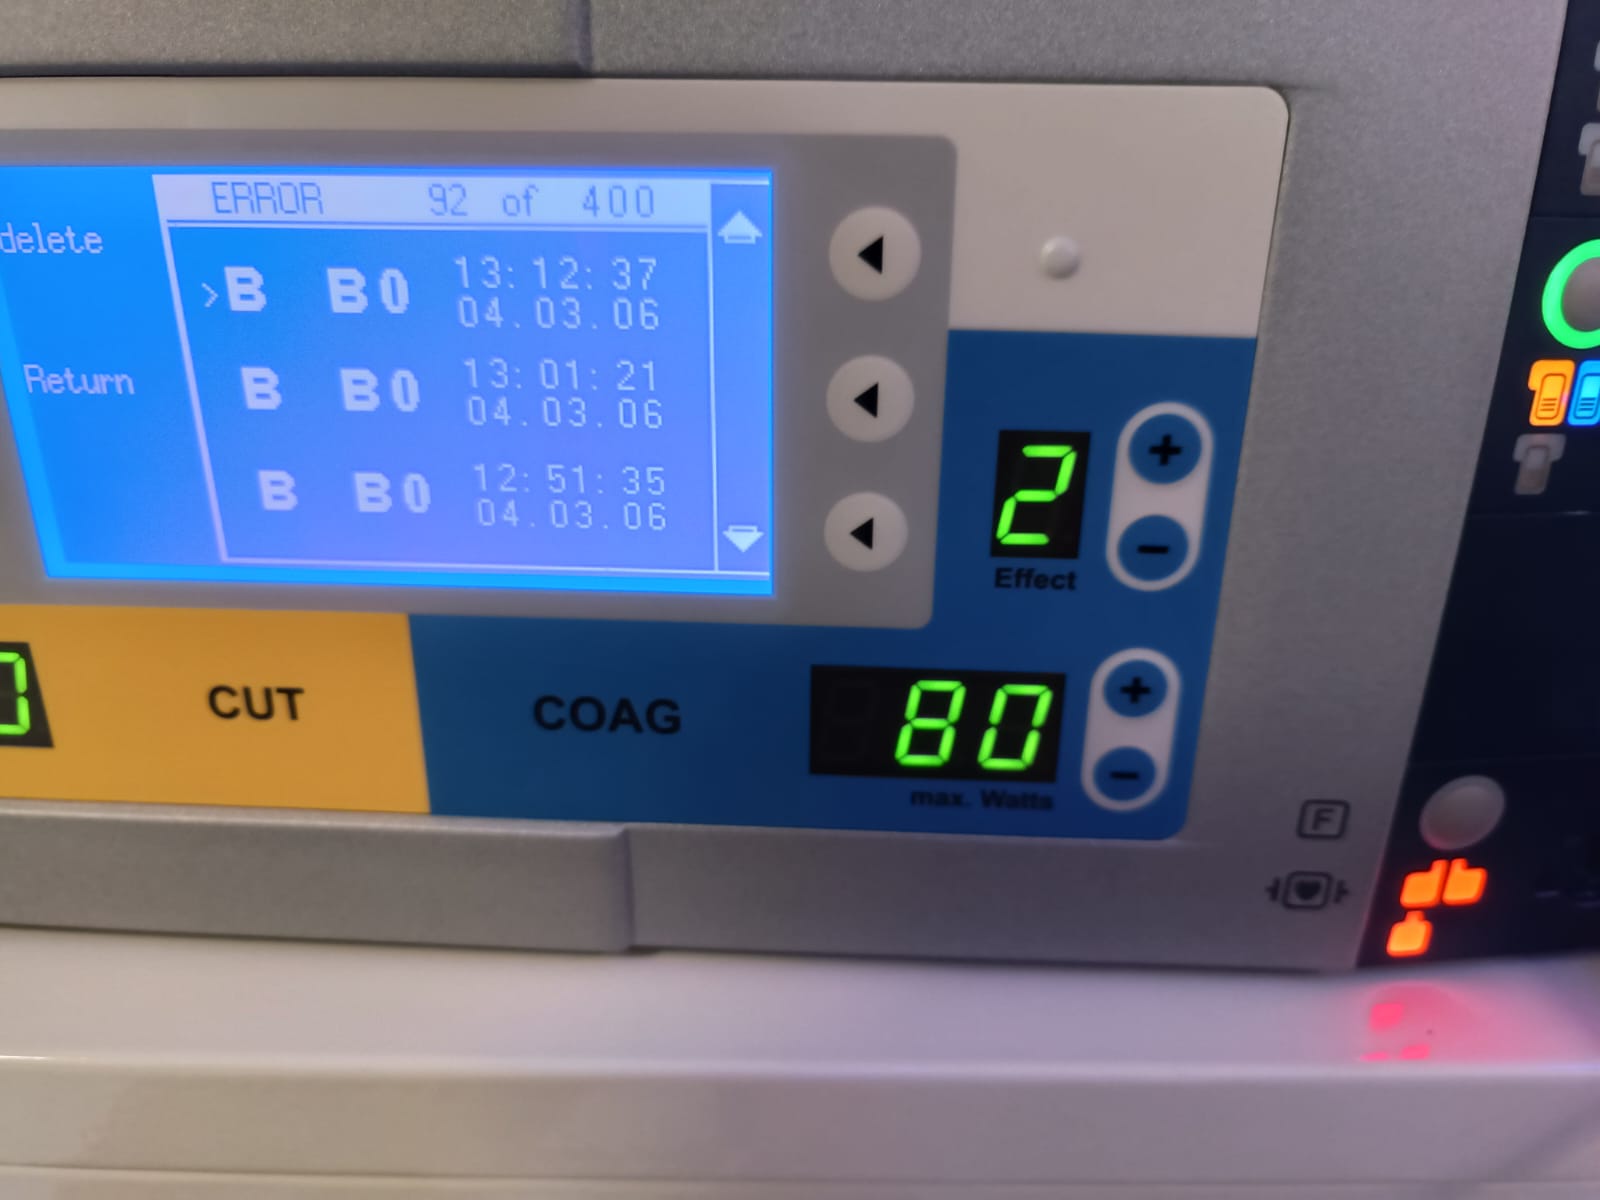 ERROR 92 of 400
delete
>B B0 13:12:37
04.03.06
Return
B B0 13:01:21
04.03.06
B B0 12:51:35
04.03.06
2
Effect
CUT
COAG
80
max. Watts
F